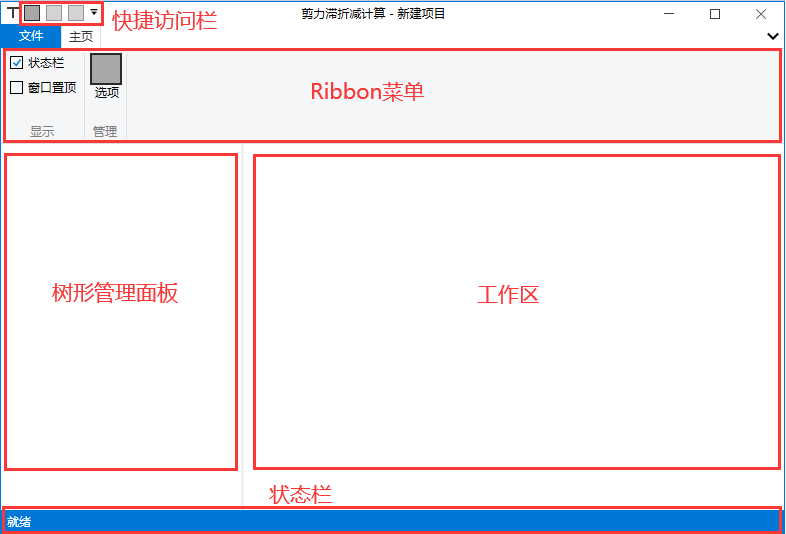 快捷访问栏
剪力滞折减计算 - 新建项目
文件
主页
状态栏
窗口置顶
选项
显示
管理
Ribbon菜单
树形管理面板
工作区
状态栏
就绪